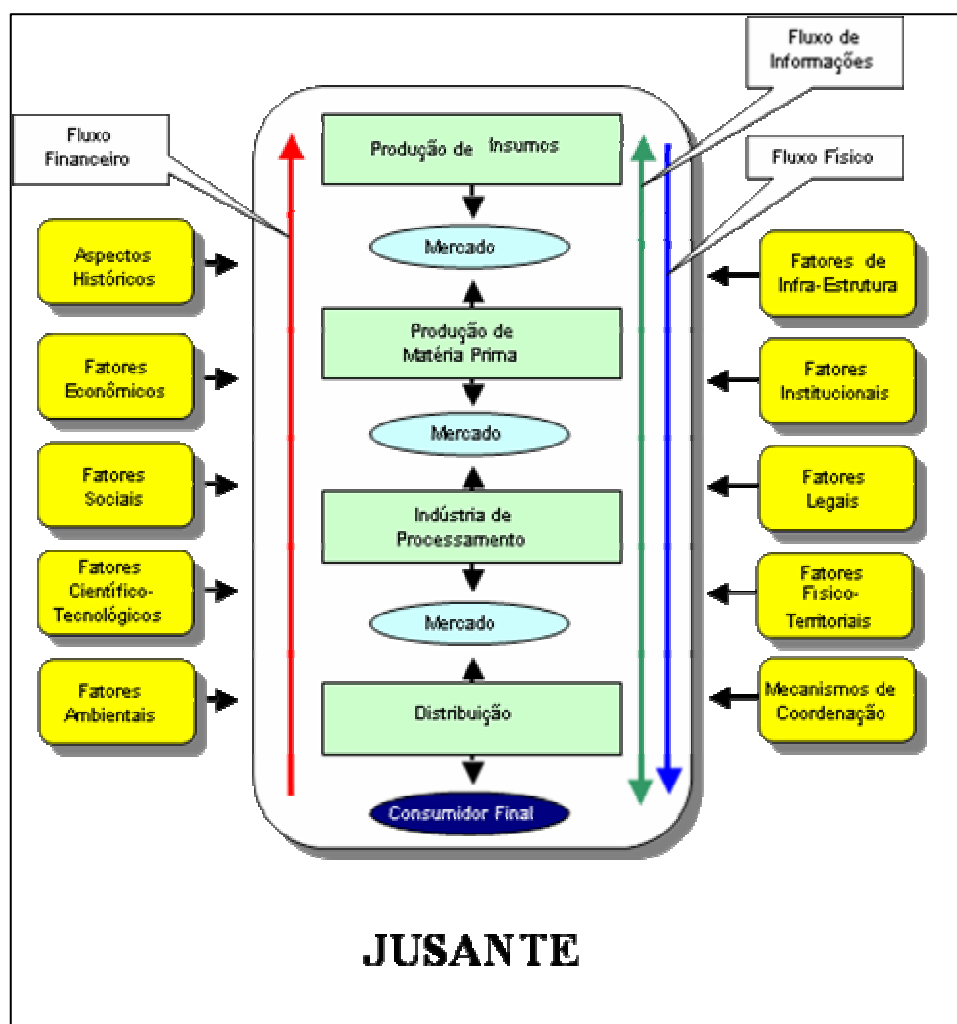 Fluxo de
Informações
Fluxo
Financeiro
Fluxo Físico
Produção de Insumos
Mercado
Produção de
Matéria Prima
Mercado
Indústria de
Processamento
Mercado
Distribuição
Consumidor Final
Aspectos
Históricos
Fatores
Econômicos
Fatores
Sociais
Fatores
Científico-
Tecnológicos
Fatores
Ambientais
Fatores de
Infra-Estrutura
Fatores
Institucionais
Fatores
Legais
Fatores
Fisico-
Territoriais
Mecanismos de
Coordenação
JUSANTE